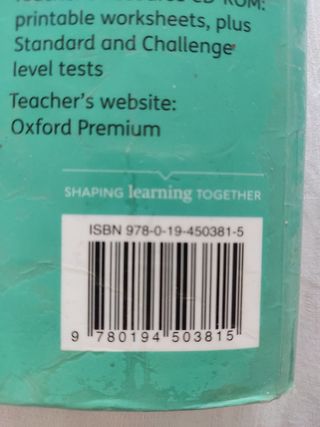 printable worksheets, plus
Standard and Challenge
level tests
Teacher's website:
Oxford Premium
SHAPING learning TOGETHER
ISBN 978-0-19-450381-5
9 780194 503815